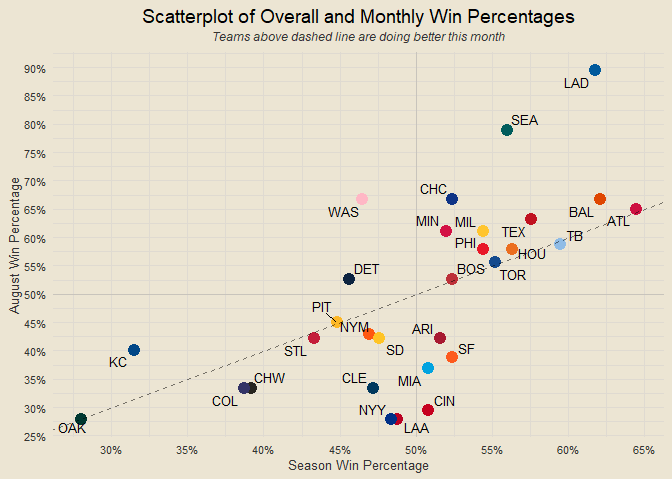 Scatterplot of Overall and Monthly Win Percentages
Teams above dashed line are doing better this month
August Win Percentage
90%
85%
80%
75%
70%
65%
60%
55%
50%
45%
40%
35%
30%
25%
LAD
SEA
CHC
WAS
BAL
ATL
MIN
MIL
TEX
TB
PHI
HOU
DET
BOS
TOR
PIT
NYM
ARI
STL
SD
SF
KC
CHW
CLE
MIA
COL
NYY
CIN
OAK
LAA
30%
35%
40%
45%
50%
55%
60%
65%
Season Win Percentage